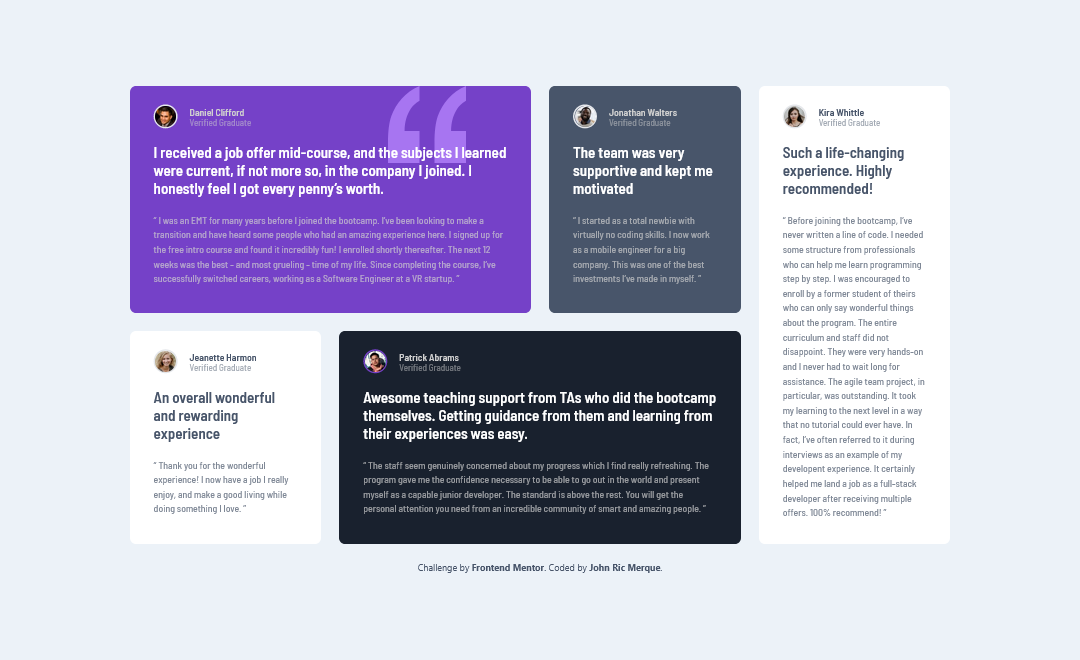 Daniel Clifford
Verified Graduate
I received a job offer mid-course, and the subjects I learned
were current, if not more so, in the company I joined. I
honestly feel I got every penny’s worth.
“ I was an EMT for many years before I joined the bootcamp. I’ve been looking to make a
transition and have heard some people who had an amazing experience here. I signed up for
the free intro course and found it incredibly fun! I enrolled shortly thereafter. The next 12
weeks was the best – and most grueling – time of my life. Since completing the course, I’ve
successfully switched careers, working as a Software Engineer at a VR startup. ”
Jonathan Walters
Verified Graduate
The team was very
supportive and kept me
motivated
“ I started as a total newbie with
virtually no coding skills. I now work
as a mobile engineer for a big
company. This was one of the best
investments I’ve made in myself. ”
Kira Whittle
Verified Graduate
Such a life-changing
experience. Highly
recommended!
“ Before joining the bootcamp, I’ve
never written a line of code. I needed
some structure from professionals
who can help me learn programming
step by step. I was encouraged to
enroll by a former student of theirs
who can only say wonderful things
about the program. The entire
curriculum and staff did not
disappoint. They were very hands-on
and I never had to wait long for
assistance. The agile team project, in
particular, was outstanding. It took
my learning to the next level in a way
that no tutorial could ever have. In
fact, I’ve often referred to it during
interviews as an example of my
developent experience. It certainly
helped me land a job as a full-stack
developer after receiving multiple
offers. 100% recommend! ”
Jeanette Harmon
Verified Graduate
An overall wonderful
and rewarding
experience
“ Thank you for the wonderful
experience! I now have a job I really
enjoy, and make a good living while
doing something I love. ”
Patrick Abrams
Verified Graduate
Awesome teaching support from TAs who did the bootcamp
themselves. Getting guidance from them and learning from
their experiences was easy.
“ The staff seem genuinely concerned about my progress which I find really refreshing. The
program gave me the confidence necessary to be able to go out in the world and present
myself as a capable junior developer. The standard is above the rest. You will get the
personal attention you need from an incredible community of smart and amazing people. ”
Challenge by Frontend Mentor. Coded by John Ric Merque.